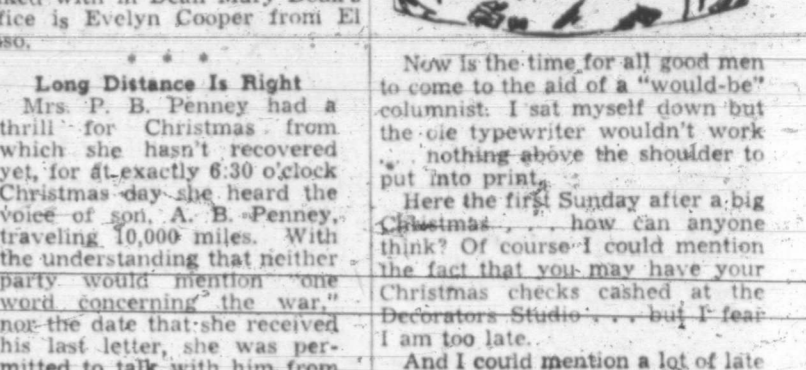 fice is Evelyn Cooper from El
so.
* * *
Long Distance Is Right
Mrs. P. B. Penney had a
thrill for Christmas from
which she hasn't recovered
yet, for at exactly 6:30 o'clock
Christmas day she heard the
voice of son, A. B. Penney,
traveling 10,000 miles. With
the understanding that neither
party would mention "one
word concerning the war,"
nor the date that she received
his last letter, she was per-
mitted to talk with him from
Now is the time for all good men
to come to the aid of a "would-be"
columnist. I sat myself down but
the ole typewriter wouldn't work
... nothing above the shoulder to
put into print.
Here the first Sunday after a big
Christmas . . . how can anyone
think? Of course I could mention
the fact that you may have your
Christmas checks cashed at the
Decorators Studio . . . but I fear
I am too late.
And I could mention a lot of late